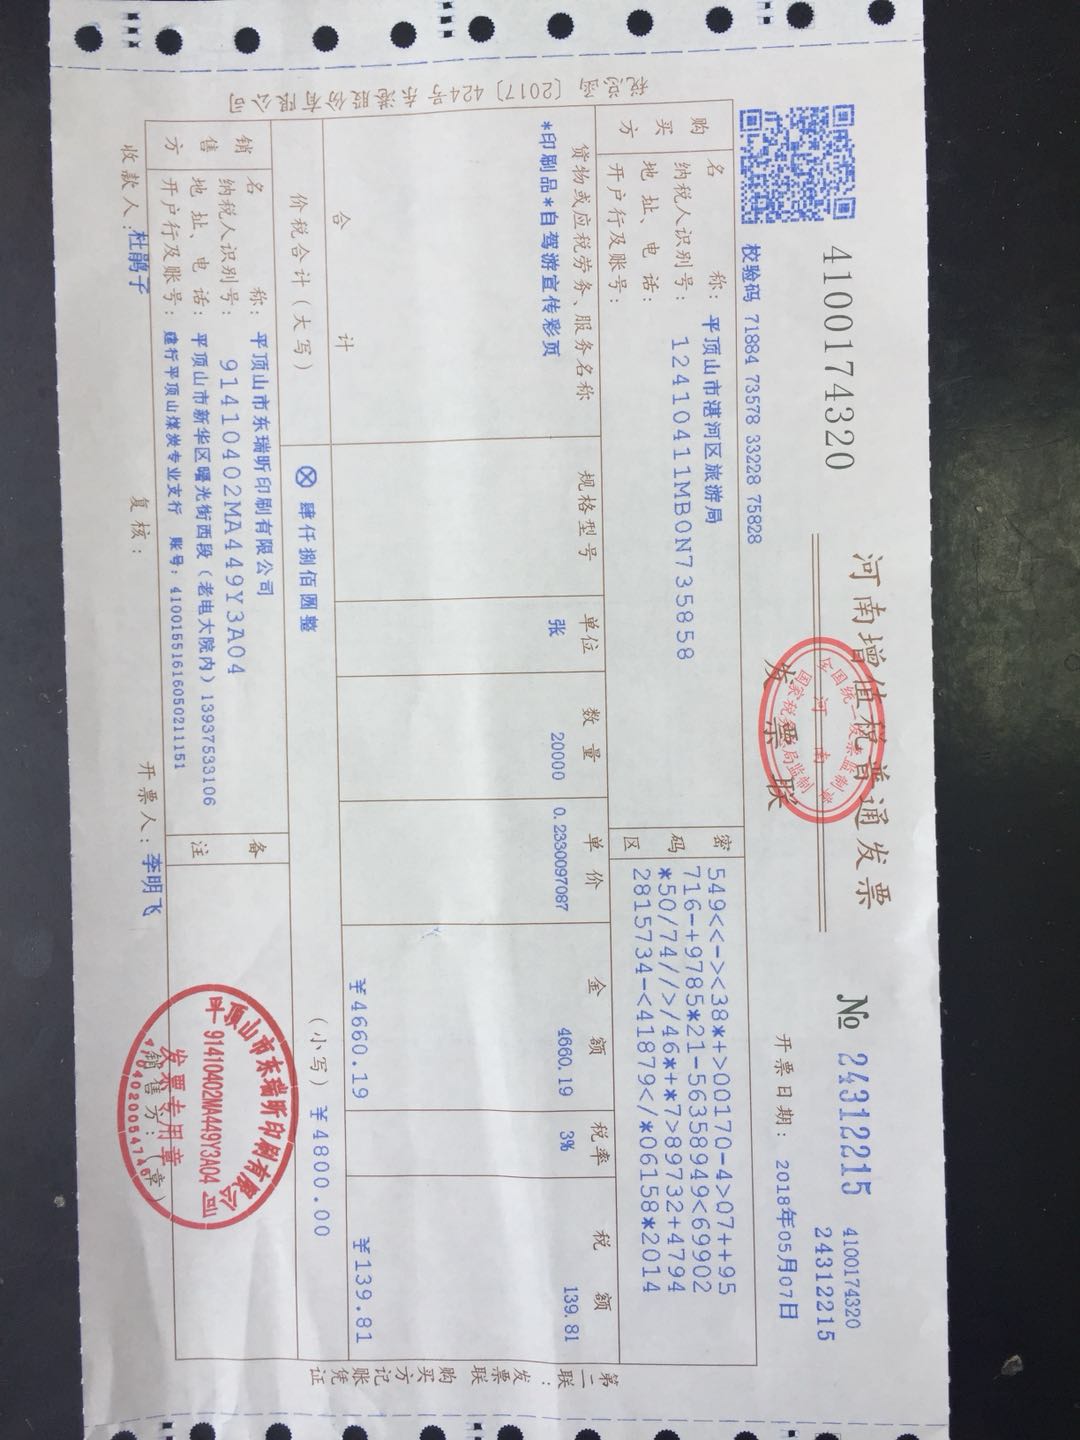 4100174320
河南增值税普通发票
发票联
全国统一发票监制章
河南
国家税务局监制
№ 24312215
4100174320
24312215
校验码 71884 73578 33228 75828
开票日期: 2018年05月07日
购买方
名 称: 平顶山市湛河区旅游局
纳税人识别号: 12410411MB0N735858
地 址、电 话:
开户行及账号:
密码区
549<<-><38*+>00170-4>07++95
716-+9785*21-56358949<69902
*50/74//>/46*+*7>89732+4794
2815734-<41879</*06158*2014
货物或应税劳务、服务名称 规格型号 单位 数 量 单 价 金 额 税率 税 额
*印刷品*自驾游宣传彩页 张 20000 0.2330097087 4660.19 3% 139.81
合 计 ¥4660.19 ¥139.81
价税合计(大写) ⊗ 肆仟捌佰圆整 (小写) ¥4800.00
销售方
名 称: 平顶山市东瑞昕印刷有限公司
纳税人识别号: 91410402MA449Y3A04
地 址、电 话: 平顶山市新华区曙光街西段(老电大院内)13937533106
开户行及账号: 建行平顶山煤炭专业支行 账号: 41001551616050211151
备注
收款人: 杜鹃子 复核: 开票人: 李明飞 销售方:(章)
平顶山市东瑞昕印刷有限公司
91410402MA449Y3A04
发票专用章
第二联:发票联 购买方记账凭证
[2017] 424号东港股份有限公司